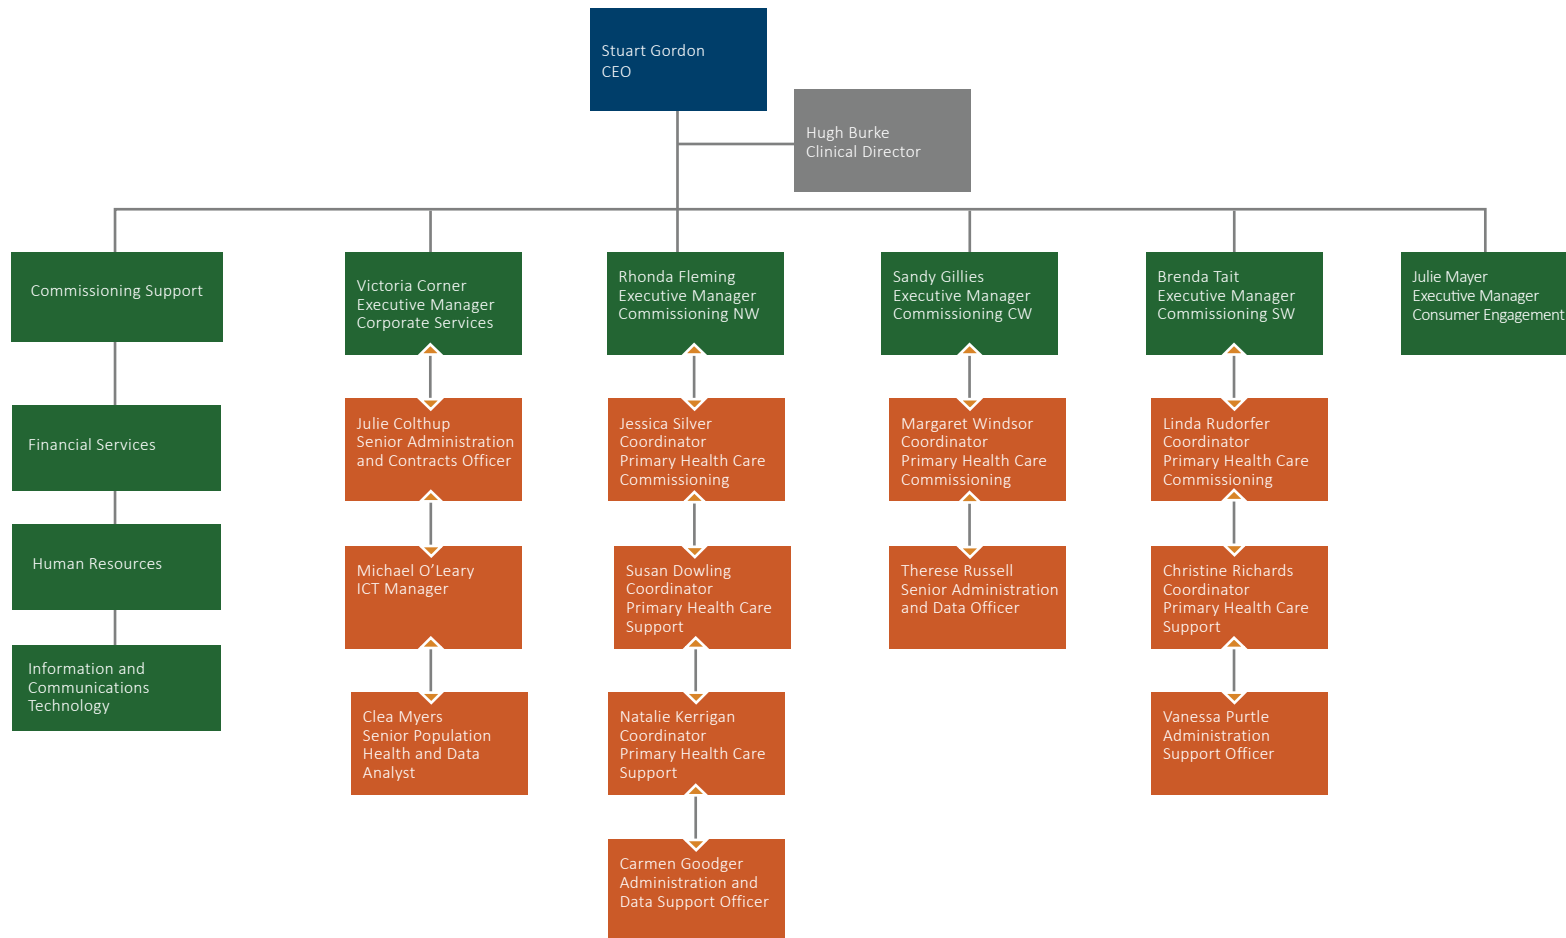 Stuart Gordon
CEO
Hugh Burke
Clinical Director
Commissioning Support
Financial Services
Human Resources
Information and
Communications
Technology
Victoria Corner
Executive Manager
Corporate Services
Julie Colthup
Senior Administration
and Contracts Officer
Michael O’Leary
ICT Manager
Clea Myers
Senior Population
Health and Data
Analyst
Rhonda Fleming
Executive Manager
Commissioning NW
Jessica Silver
Coordinator
Primary Health Care
Commissioning
Susan Dowling
Coordinator
Primary Health Care
Support
Natalie Kerrigan
Coordinator
Primary Health Care
Support
Carmen Goodger
Administration and
Data Support Officer
Sandy Gillies
Executive Manager
Commissioning CW
Margaret Windsor
Coordinator
Primary Health Care
Commissioning
Therese Russell
Senior Administration
and Data Officer
Brenda Tait
Executive Manager
Commissioning SW
Linda Rudorfer
Coordinator
Primary Health Care
Commissioning
Christine Richards
Coordinator
Primary Health Care
Support
Vanessa Purtle
Administration
Support Officer
Julie Mayer
Executive Manager
Consumer Engagement